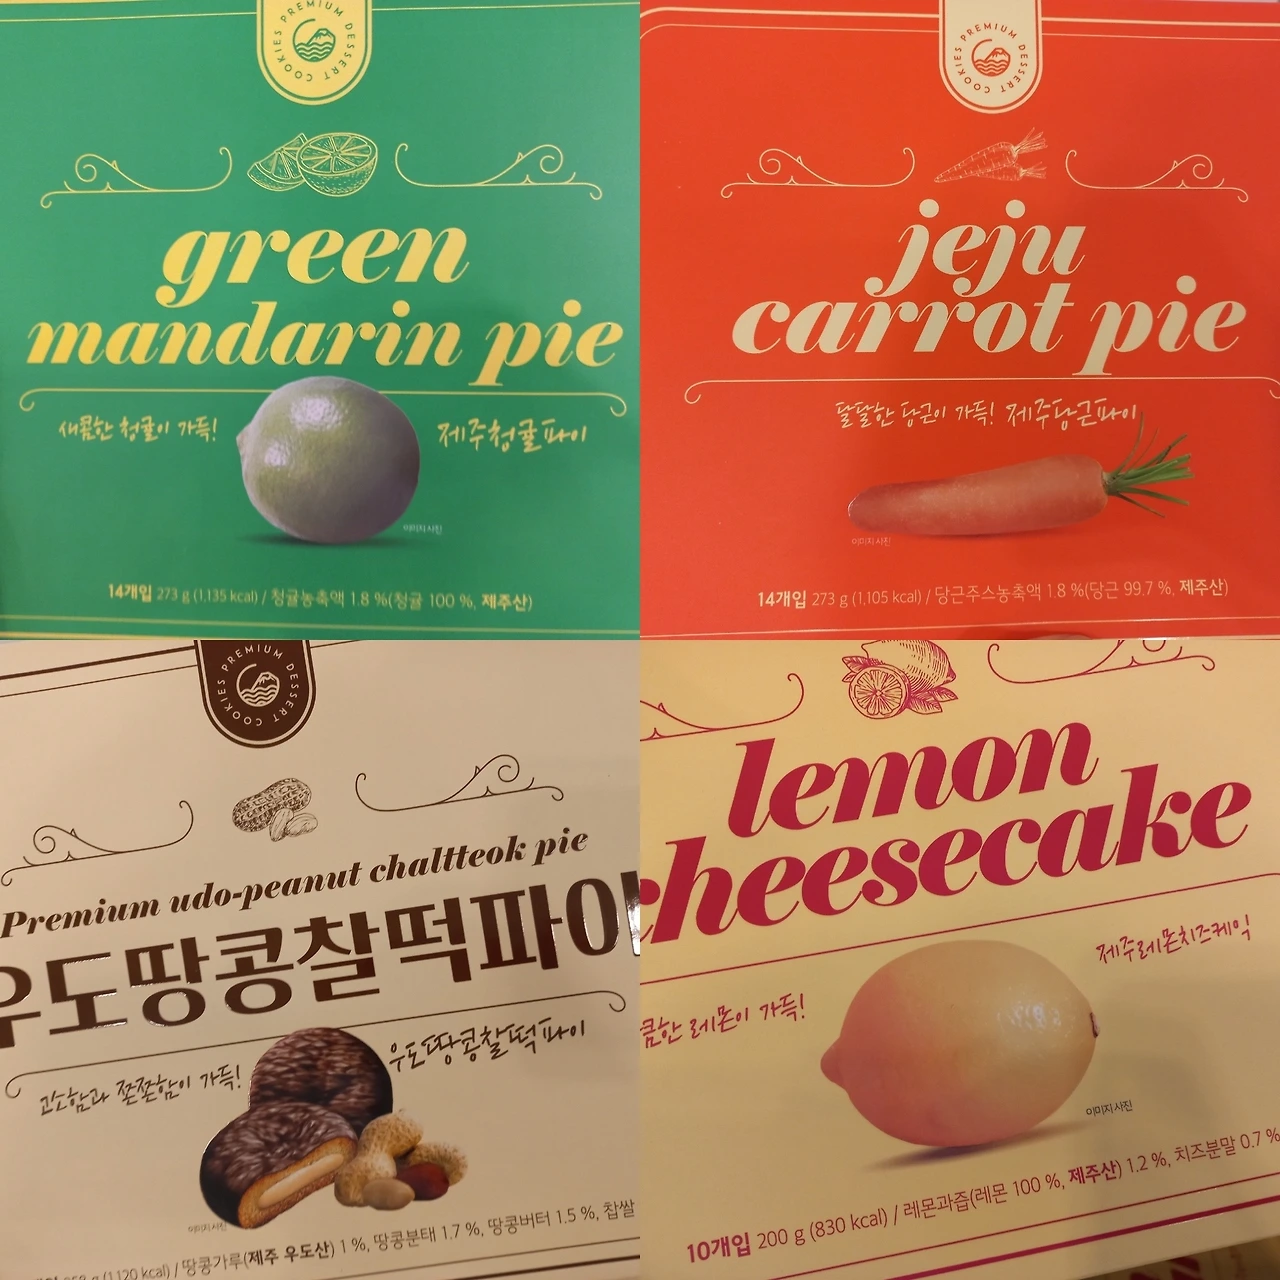 PREMIUM DESSERT COOKIES
green
mandarin pie
새콤한 청귤이 가득!
제주청귤파이
이미지사진
14개입 273 g (1,135 kcal) / 청귤농축액 1.8 %(청귤 100 %, 제주산)
PREMIUM DESSERT COOKIES
jeju
carrot pie
달달한 당근이 가득! 제주당근파이
이미지사진
14개입 273 g (1,105 kcal) / 당근주스농축액 1.8 %(당근 99.7 %, 제주산)
PREMIUM DESSERT COOKIES
Premium udo-peanut chaltteok pie
우도땅콩찰떡파이
우도땅콩찰떡파이
고소함과 쫀쫀함이 가득!
이미지사진
(1,120 kcal) / 땅콩가루(제주 우도산) 1 %, 땅콩분태 1.7 %, 땅콩버터 1.5 %, 찹쌀
lemon
cheesecake
제주레몬치즈케익
콤한 레몬이 가득!
이미지사진
10개입 200 g (830 kcal) / 레몬과즙(레몬 100 %, 제주산) 1.2 %, 치즈분말 0.7 %